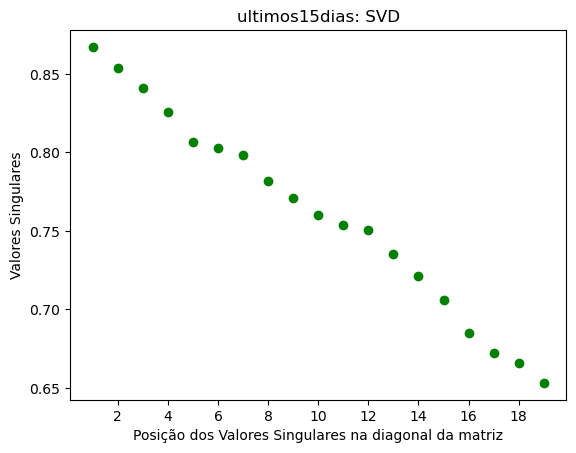 ultimos15dias: SVD
Valores Singulares
0.85
0.80
0.75
0.70
0.65
2 4 6 8 10 12 14 16 18
Posição dos Valores Singulares na diagonal da matriz